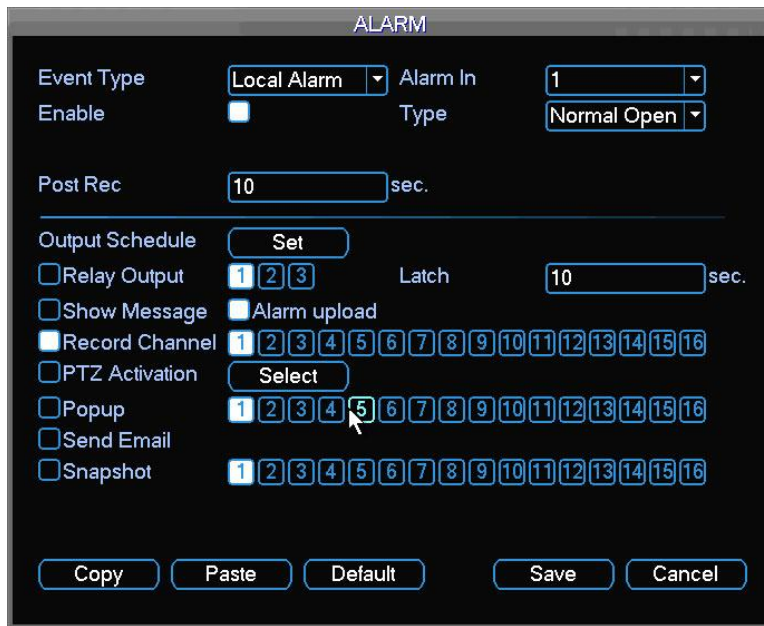 ALARM
Event Type Local Alarm Alarm In 1
Enable Type Normal Open
Post Rec 10 sec.
Output Schedule Set
Relay Output 1 2 3 Latch 10 sec.
Show Message Alarm upload
Record Channel 1 2 3 4 5 6 7 8 9 10 11 12 13 14 15 16
PTZ Activation Select
Popup 1 2 3 4 5 6 7 8 9 10 11 12 13 14 15 16
Send Email
Snapshot 1 2 3 4 5 6 7 8 9 10 11 12 13 14 15 16
Copy Paste Default Save Cancel